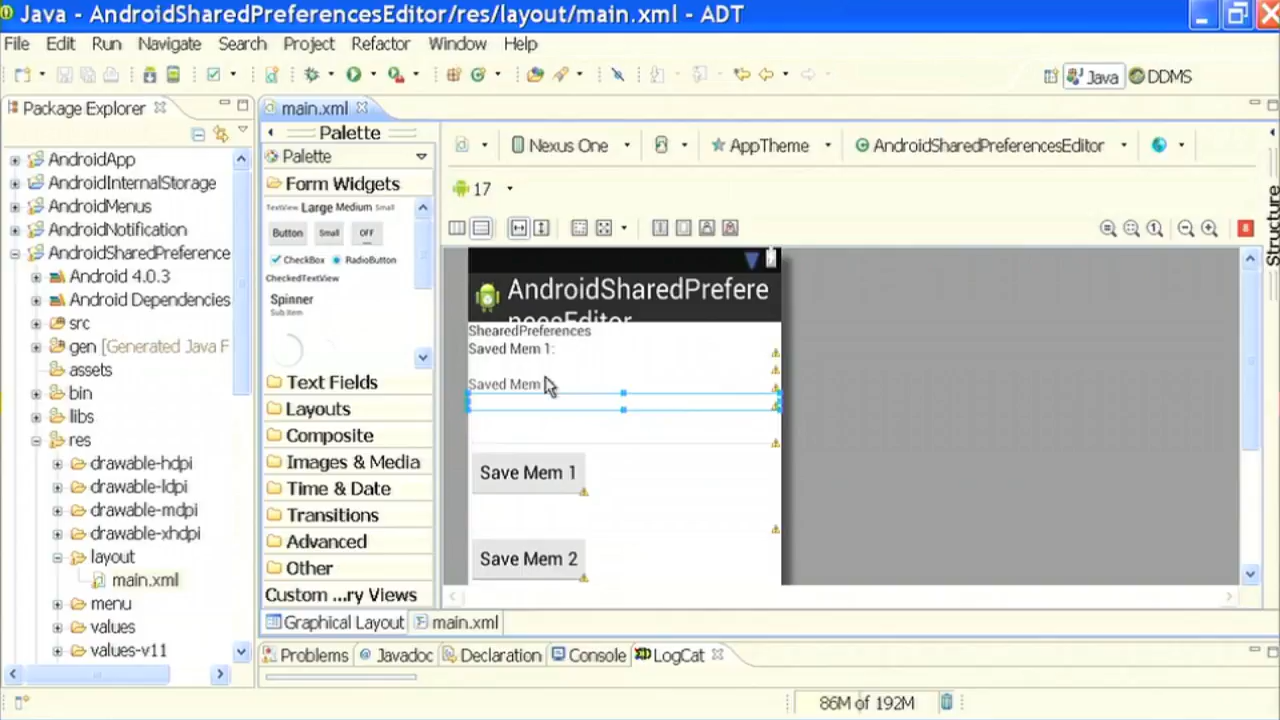 Java - AndroidSharedPreferencesEditor/res/layout/main.xml - ADT
File Edit Run Navigate Search Project Refactor Window Help
Java DDMS
Package Explorer
AndroidApp
AndroidInternalStorage
AndroidMenus
AndroidNotification
AndroidSharedPreference
Android 4.0.3
Android Dependencies
src
gen [Generated Java F
assets
bin
libs
res
drawable-hdpi
drawable-ldpi
drawable-mdpi
drawable-xhdpi
layout
main.xml
menu
values
values-v11
main.xml
Palette
Palette
Form Widgets
TextView Large Medium Small
Button Small OFF
CheckBox RadioButton
CheckedTextView
Spinner
Sub Item
Text Fields
Layouts
Composite
Images & Media
Time & Date
Transitions
Advanced
Other
Custom ...ry Views
Nexus One AppTheme AndroidSharedPreferencesEditor
17
AndroidSharedPrefere
ncesEditor
ShearedPreferences
Saved Mem 1:
Saved Mem
Save Mem 1
Save Mem 2
Structure
Graphical Layout main.xml
Problems Javadoc Declaration Console LogCat
86M of 192M